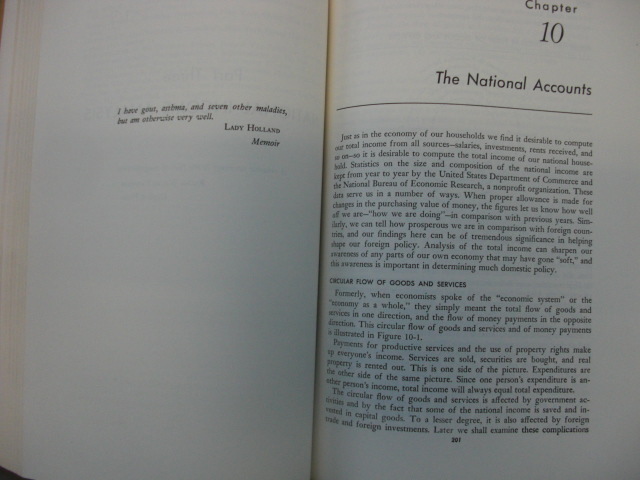 I have gout, asthma, and seven other maladies,
but am otherwise very well.
LADY HOLLAND
Memoir
Chapter
10
The National Accounts
Just as in the economy of our households we find it desirable to compute
our total income from all sources—salaries, investments, rents received, and
so on—so it is desirable to compute the total income of our national house-
hold. Statistics on the size and composition of the national income are
kept from year to year by the United States Department of Commerce and
the National Bureau of Economic Research, a nonprofit organization. These
data serve us in a number of ways. When proper allowance is made for
changes in the purchasing value of money, the figures let us know how well
off we are—"how we are doing"—in comparison with previous years. Sim-
ilarly, we can tell how prosperous we are in comparison with foreign coun-
tries, and our findings here can be of tremendous significance in helping
shape our foreign policy. Analysis of the total income can sharpen our
awareness of any parts of our own economy that may have gone "soft," and
this awareness is important in determining much domestic policy.
CIRCULAR FLOW OF GOODS AND SERVICES
Formerly, when economists spoke of the "economic system" or the
"economy as a whole," they simply meant the total flow of goods and
services in one direction, and the flow of money payments in the opposite
direction. This circular flow of goods and services and of money payments
is illustrated in Figure 10-1.
Payments for productive services and the use of property rights make
up everyone's income. Services are sold, securities are bought, and real
property is rented out. This is one side of the picture. Expenditures are
the other side of the same picture. Since one person's expenditure is an-
other person's income, total income will always equal total expenditure.
The circular flow of goods and services is affected by government ac-
tivities and by the fact that some of the national income is saved and in-
vested in capital goods. To a lesser degree, it is also affected by foreign
trade and foreign investments. Later we shall examine these complications
201